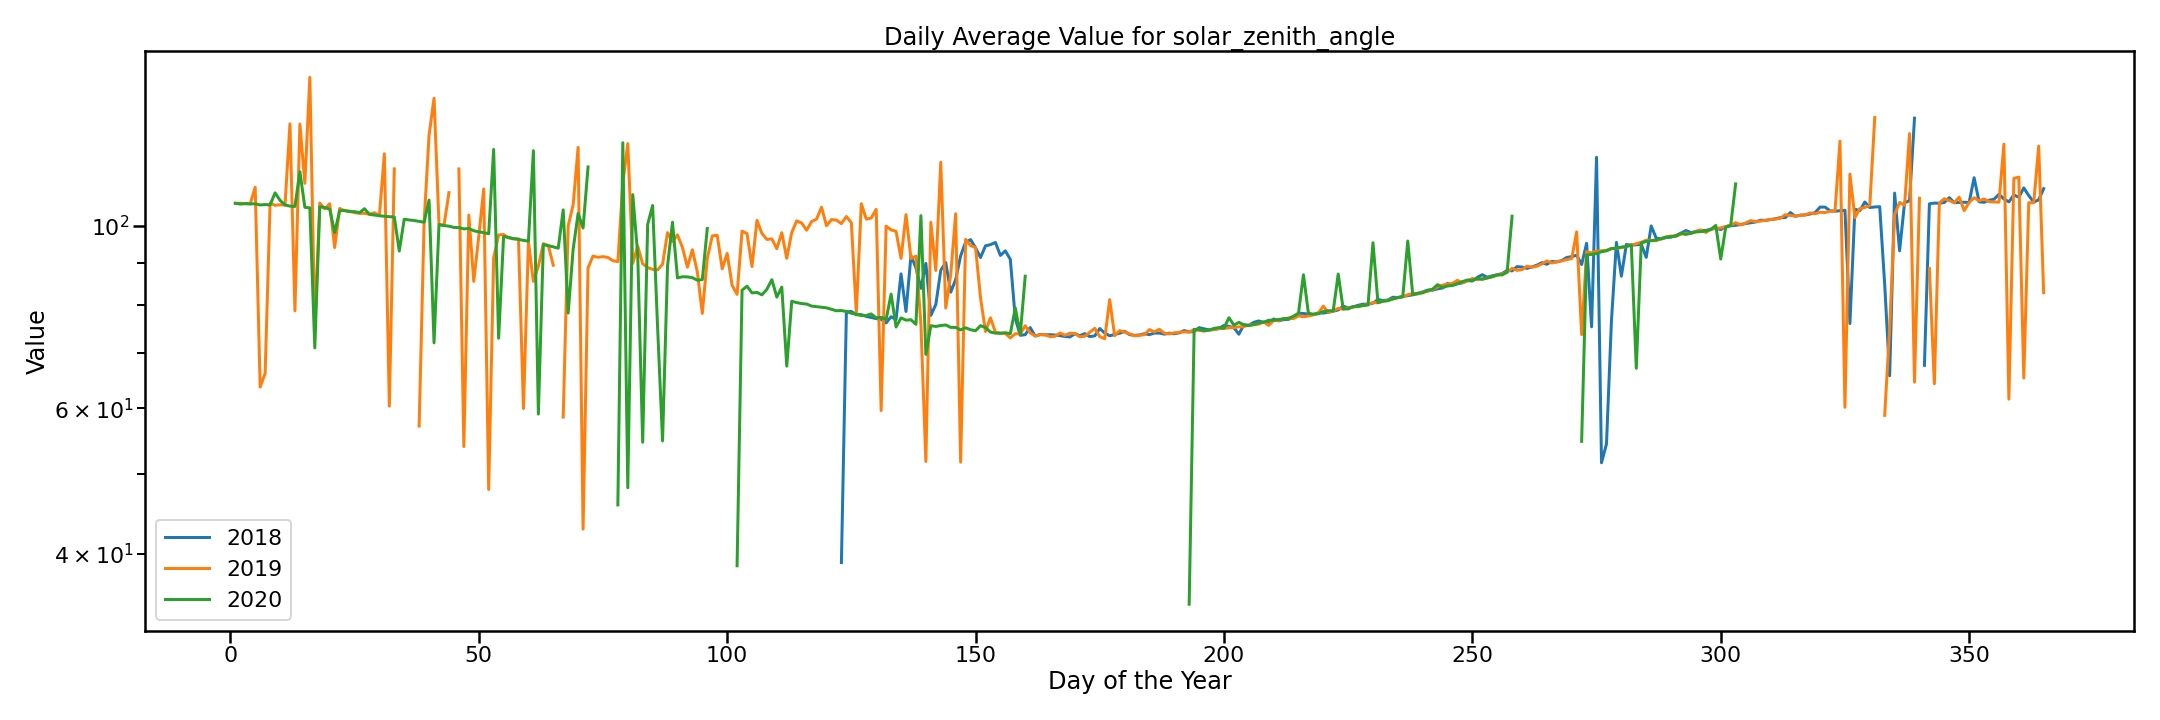 Daily Average Value for solar_zenith_angle
Value
10²
6 × 10¹
4 × 10¹
2018
2019
2020
0 50 100 150 200 250 300 350
Day of the Year